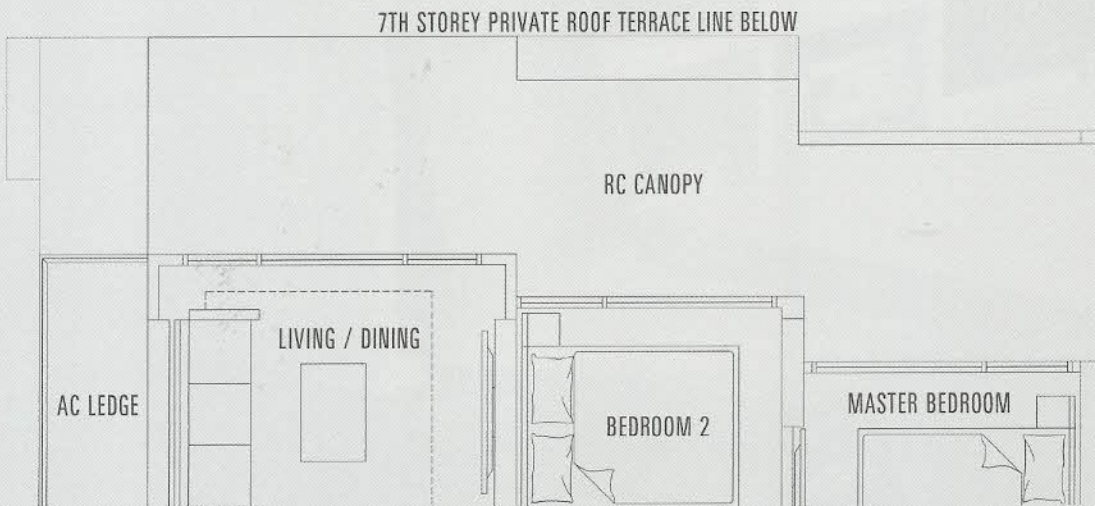 7TH STOREY PRIVATE ROOF TERRACE LINE BELOW
RC CANOPY
LIVING / DINING
AC LEDGE
BEDROOM 2
MASTER BEDROOM